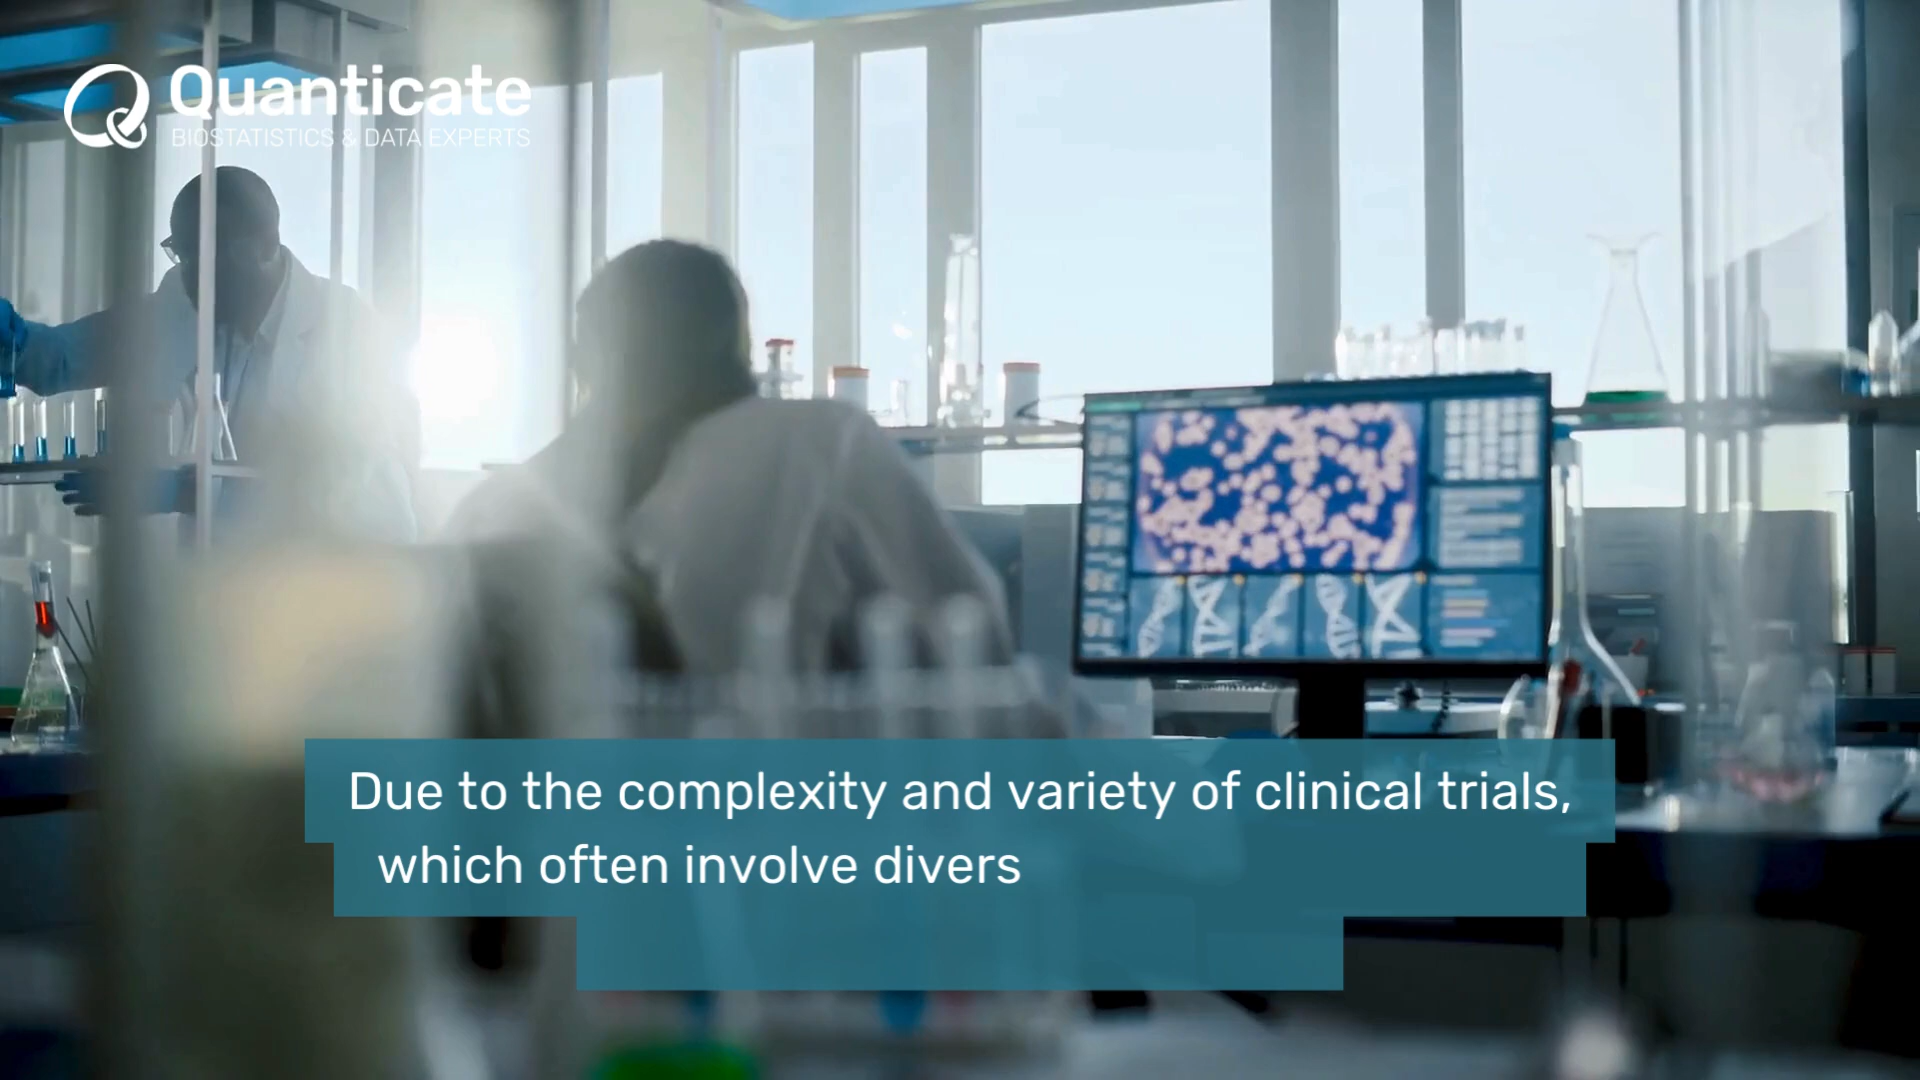 Quanticate
BIOSTATISTICS & DATA EXPERTS
Due to the complexity and variety of clinical trials,
which often involve divers